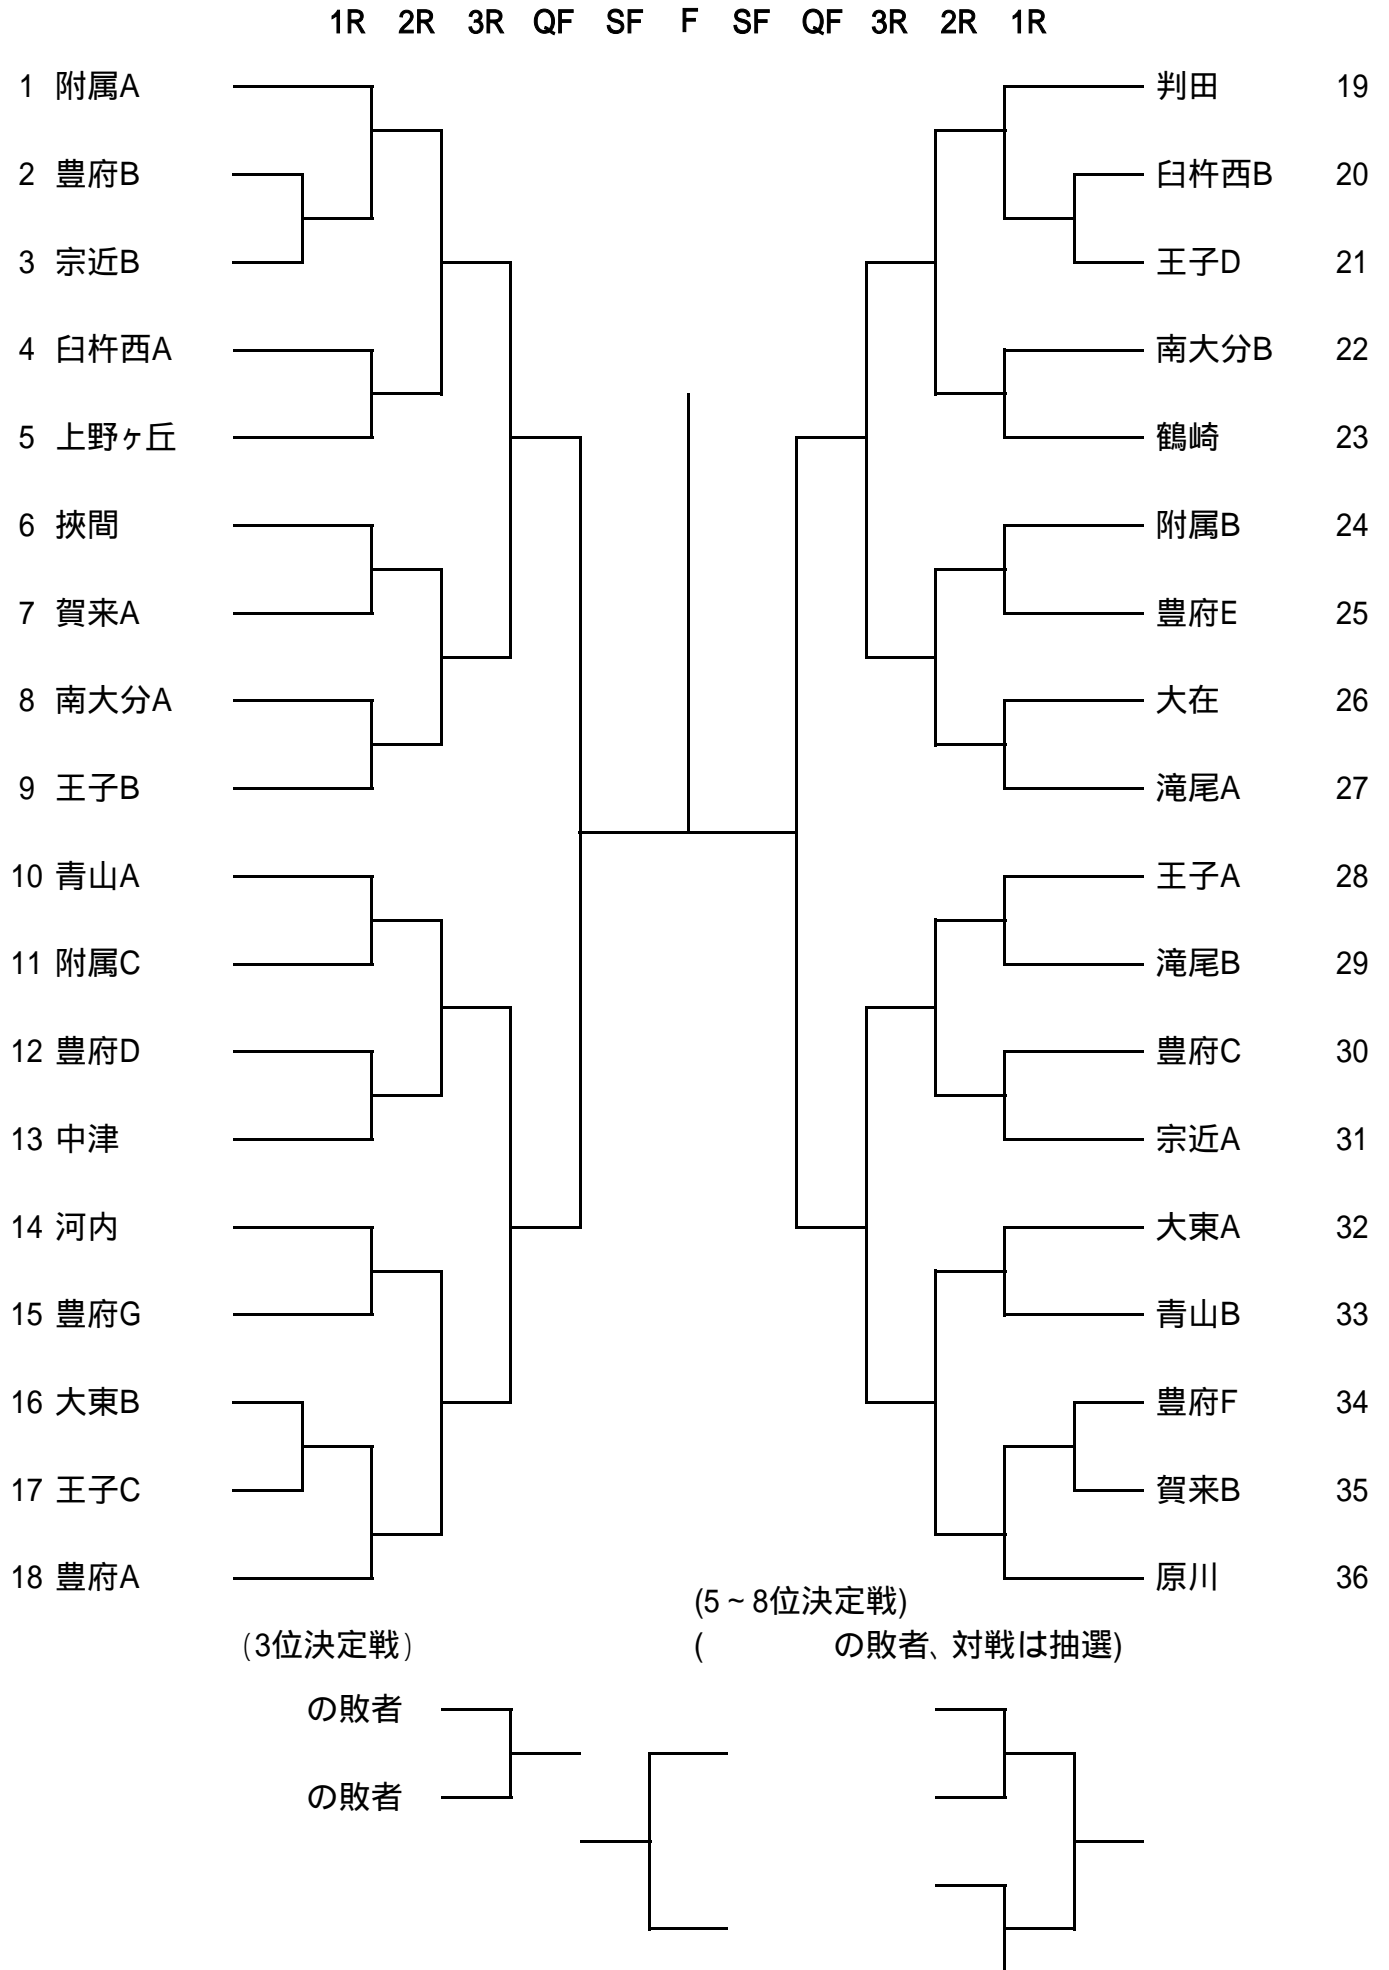 1R 2R 3R QF SF F SF QF 3R 2R 1R
1 附属A 判田 19
2 豊府B 臼杵西B 20
3 宗近B 王子D 21
4 臼杵西A 南大分B 22
5 上野ヶ丘 鶴崎 23
6 挾間 附属B 24
7 賀来A 豊府E 25
8 南大分A 大在 26
9 王子B 滝尾A 27
10 青山A 王子A 28
11 附属C 滝尾B 29
12 豊府D 豊府C 30
13 中津 宗近A 31
14 河内 大東A 32
15 豊府G 青山B 33
16 大東B 豊府F 34
17 王子C 賀来B 35
18 豊府A 原川 36
(5～8位決定戦)
(3位決定戦) ( の敗者、対戦は抽選)
の敗者
の敗者